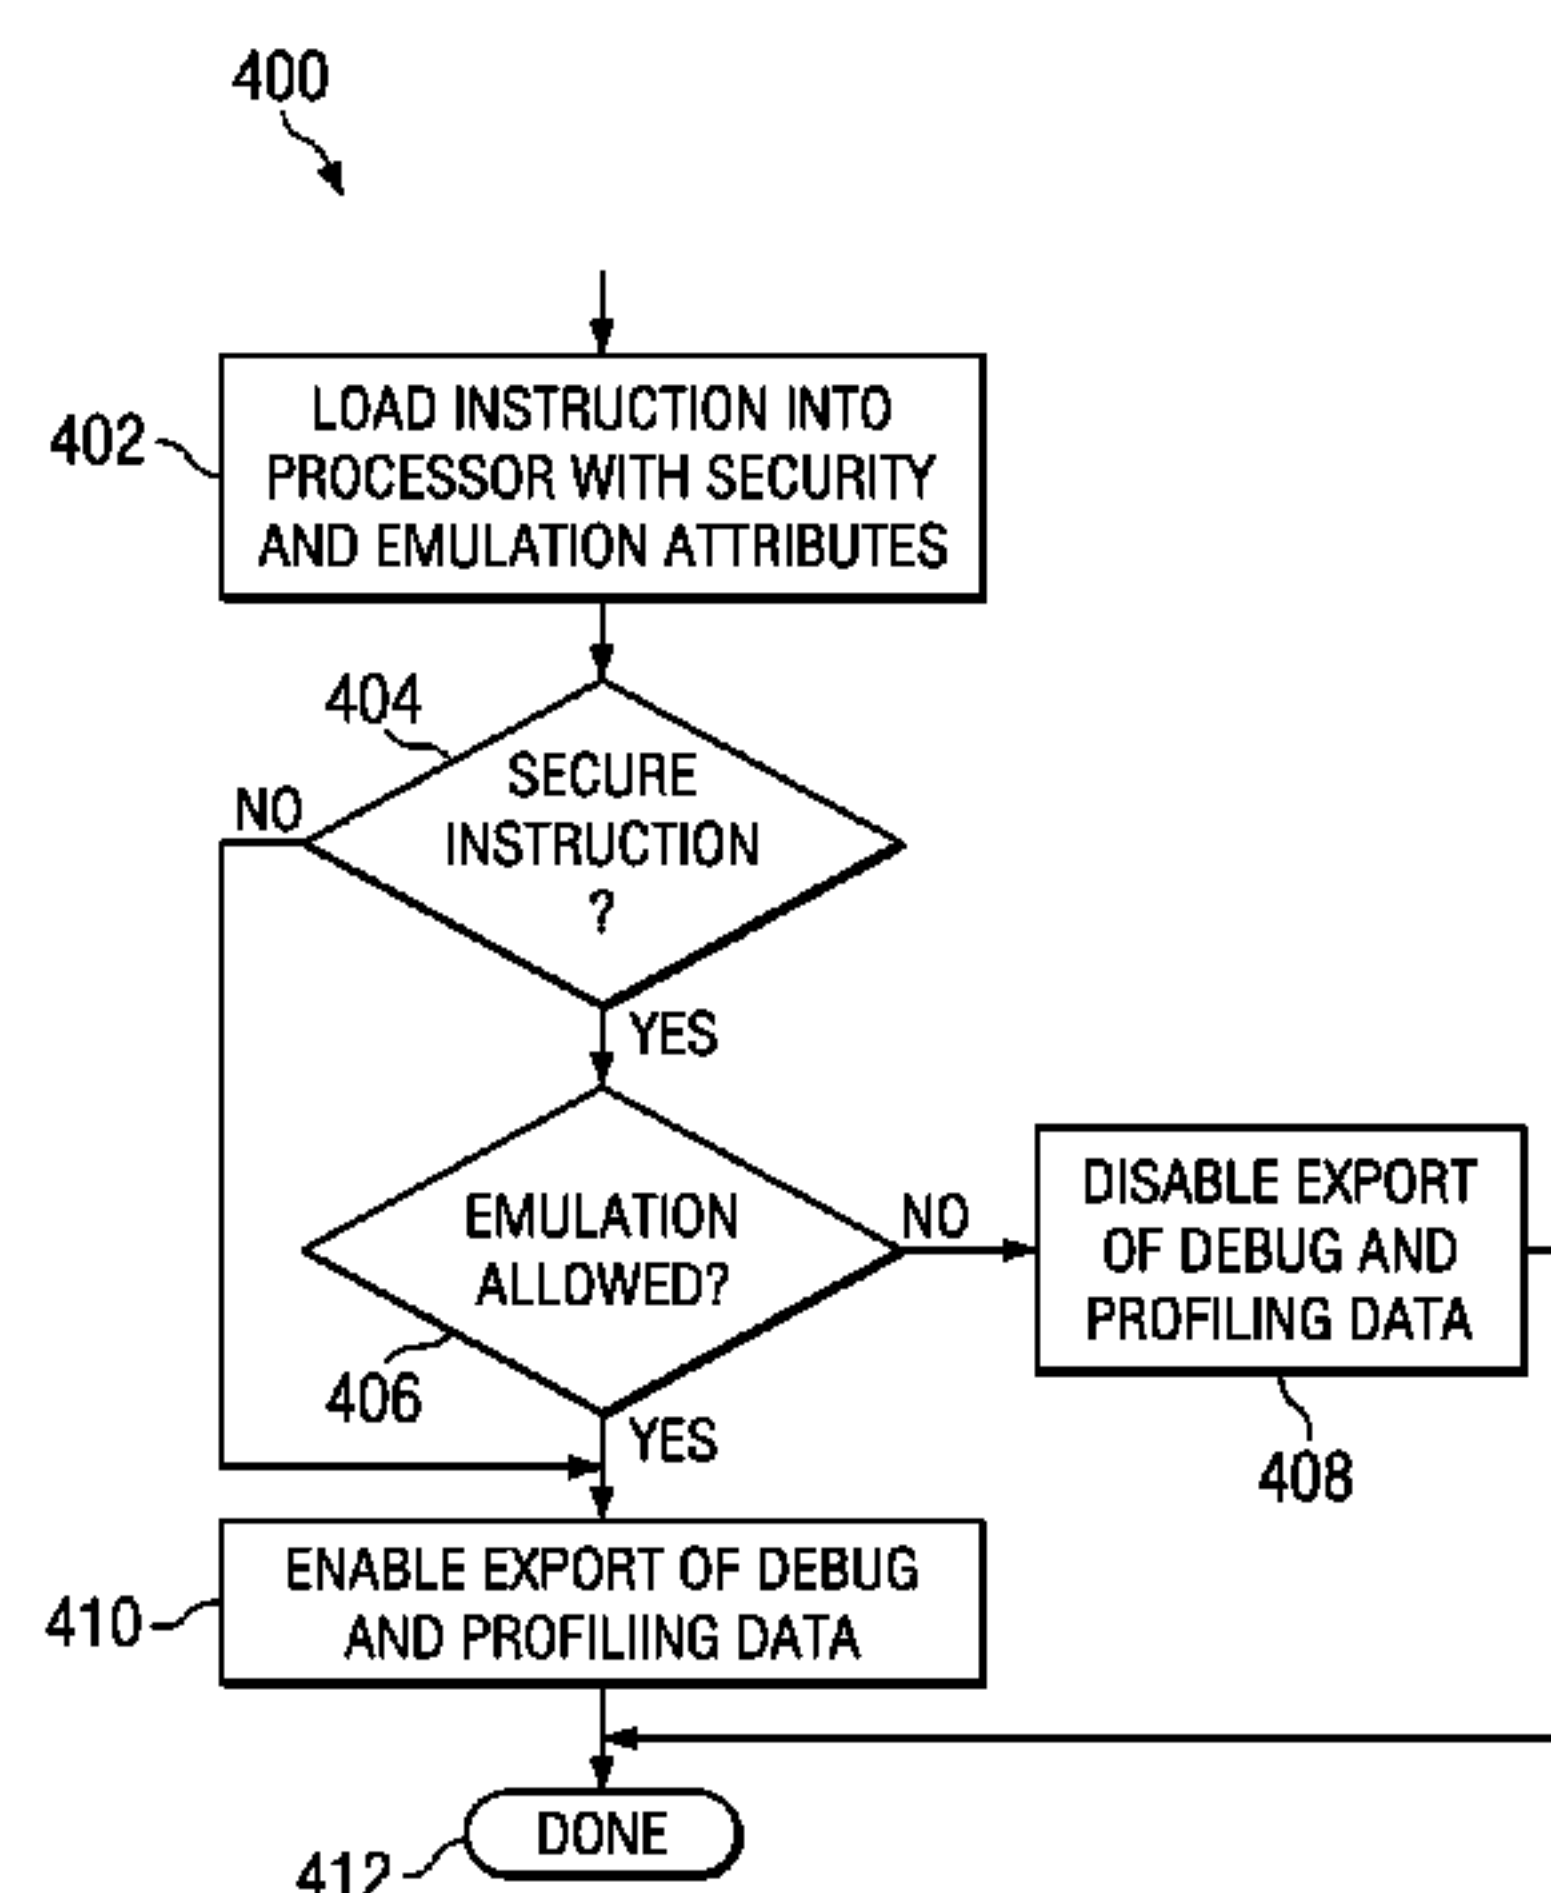 400
402
LOAD INSTRUCTION INTO
PROCESSOR WITH SECURITY
AND EMULATION ATTRIBUTES
404
SECURE
INSTRUCTION
?
NO
YES
EMULATION
ALLOWED?
406
NO
DISABLE EXPORT
OF DEBUG AND
PROFILING DATA
408
YES
410
ENABLE EXPORT OF DEBUG
AND PROFILIING DATA
DONE
412